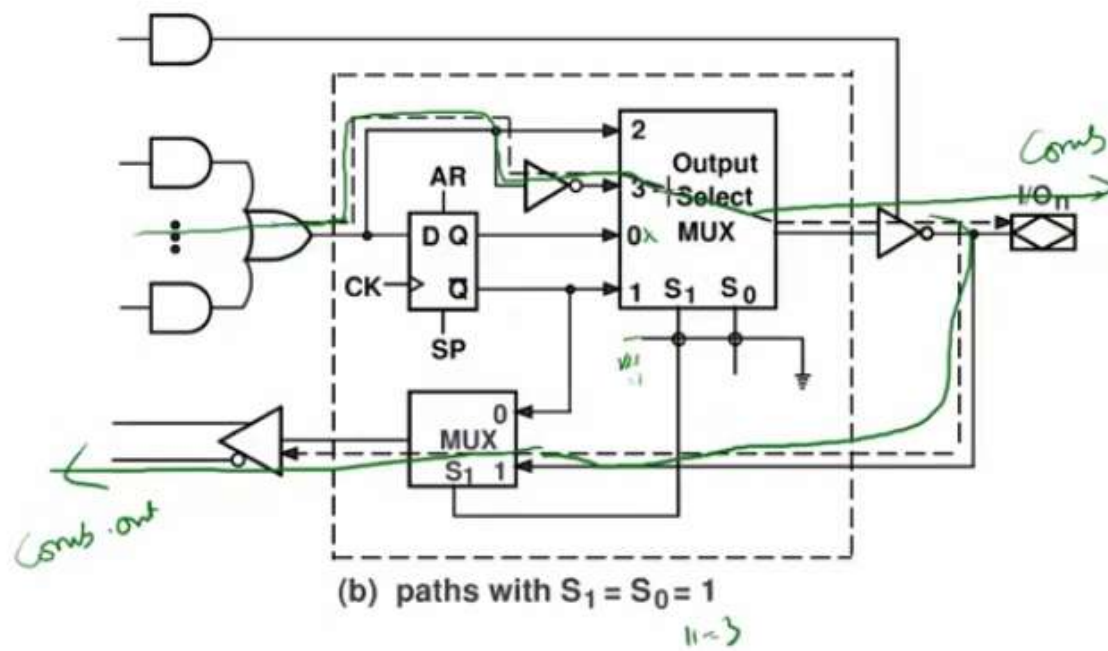 Comb
I/On
2
Output
AR
3
Select
D Q
0x
MUX
CK
Q
1 S1 S0
SP
0
MUX
S1 1
Comb. out
(b) paths with S1 = S0 = 1
11-3